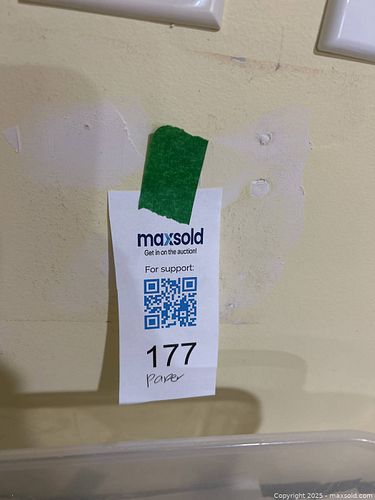 maxsold
Get in on the auction!
For support:
177
Paper
Copyright 2025 - maxsold.com